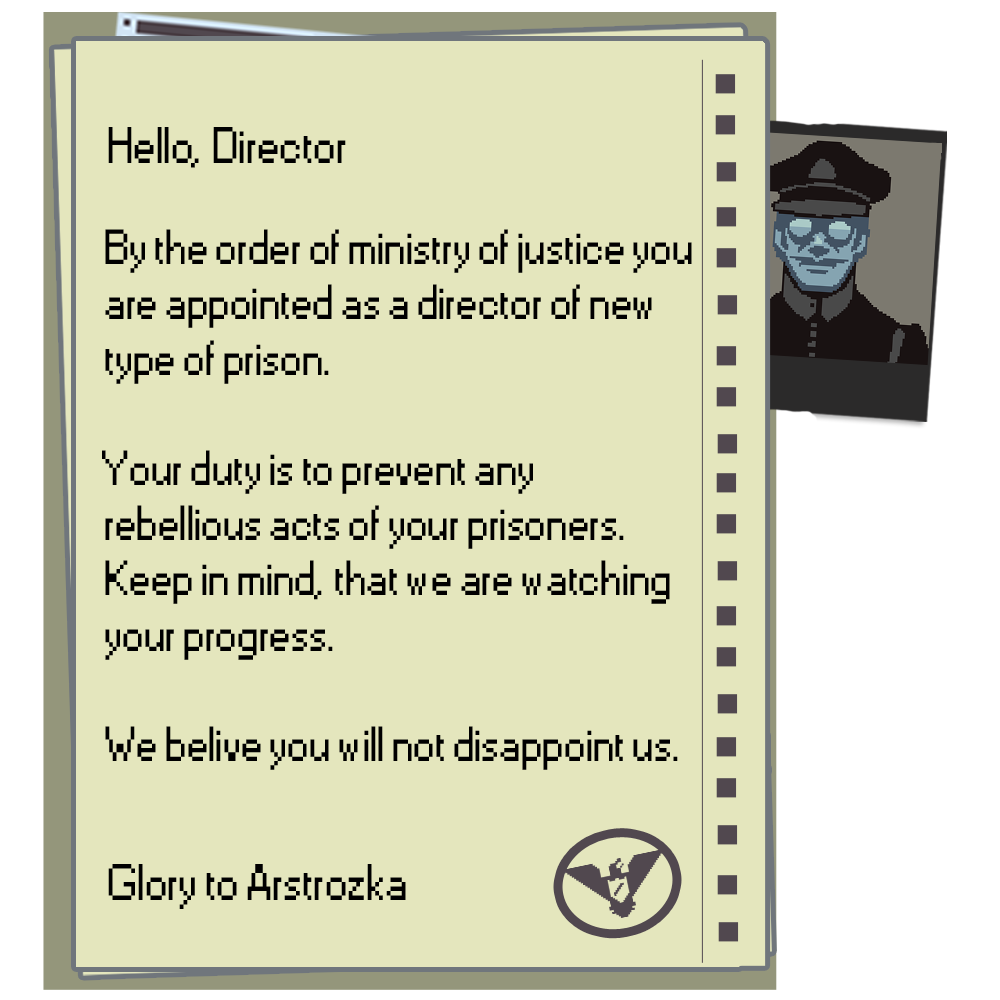 Hello, Director
By the order of ministry of justice you
are appointed as a director of new
type of prison.
Your duty is to prevent any
rebellious acts of your prisoners.
Keep in mind, that we are watching
your progress.
We belive you will not disappoint us.
Glory to Arstrozka